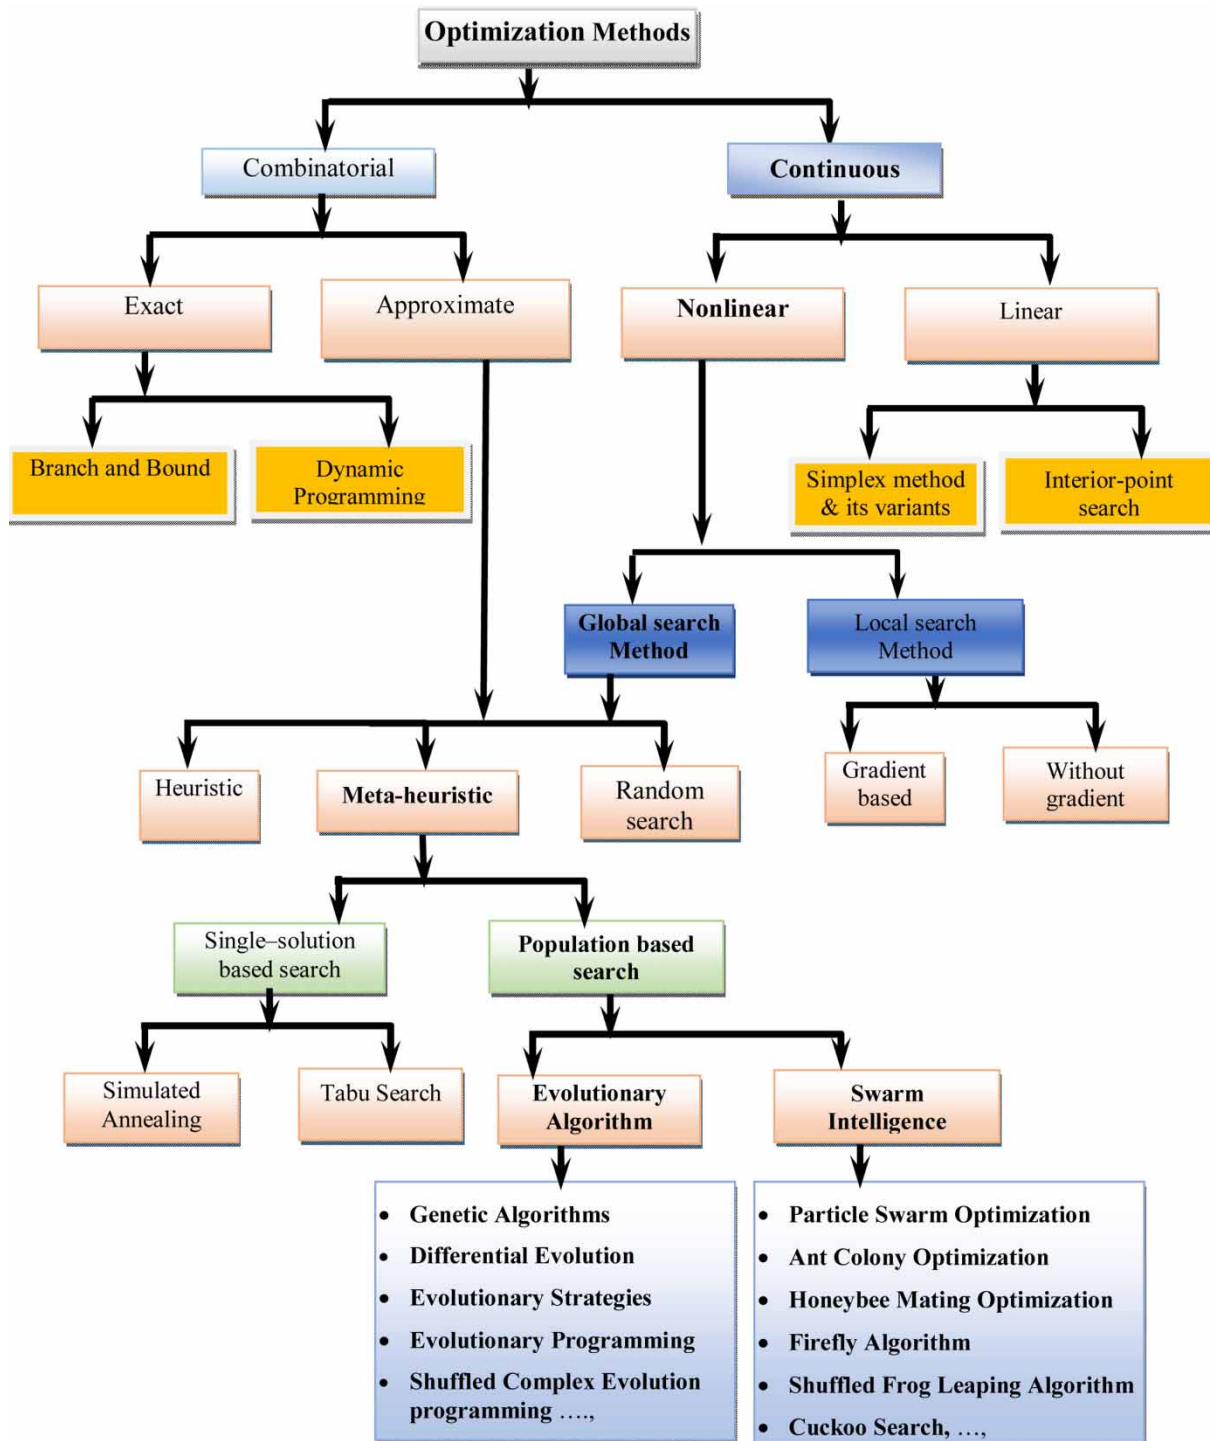 Optimization Methods
Combinatorial
Continuous
Exact
Approximate
Nonlinear
Linear
Branch and Bound
Dynamic
Programming
Simplex method
& its variants
Interior-point
search
Global search
Method
Local search
Method
Heuristic
Meta-heuristic
Random
search
Gradient
based
Without
gradient
Single–solution
based search
Population based
search
Simulated
Annealing
Tabu Search
Evolutionary
Algorithm
Swarm
Intelligence
• Genetic Algorithms
• Differential Evolution
• Evolutionary Strategies
• Evolutionary Programming
• Shuffled Complex Evolution
programming ….,
• Particle Swarm Optimization
• Ant Colony Optimization
• Honeybee Mating Optimization
• Firefly Algorithm
• Shuffled Frog Leaping Algorithm
• Cuckoo Search, …,